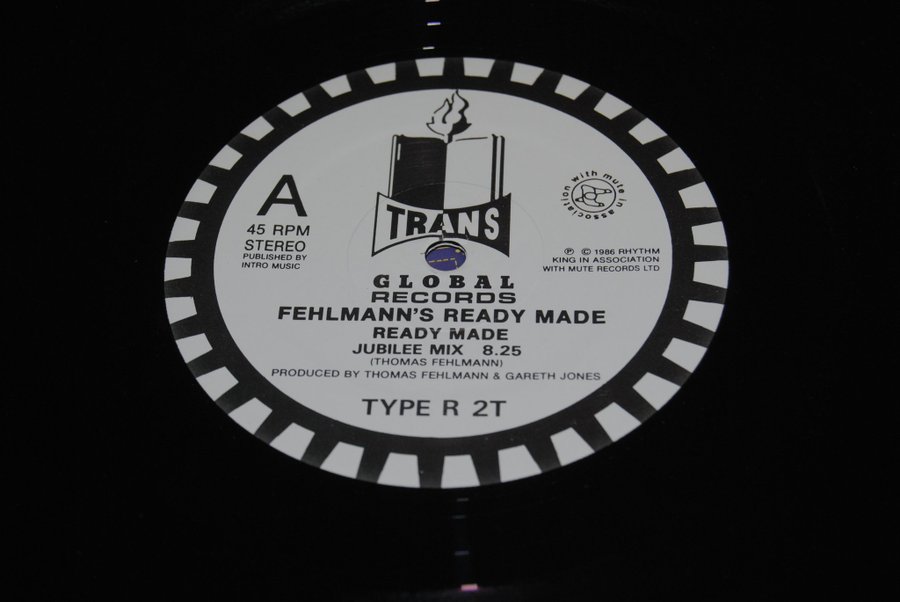 A
45 RPM
STEREO
PUBLISHED BY
INTRO MUSIC
TRANS
GLOBAL
RECORDS
in association with mute
℗ © 1986 RHYTHM
KING IN ASSOCIATION
WITH MUTE RECORDS LTD
FEHLMANN'S READY MADE
READY MADE
JUBILEE MIX 8.25
(THOMAS FEHLMANN)
PRODUCED BY THOMAS FEHLMANN & GARETH JONES
TYPE R 2T